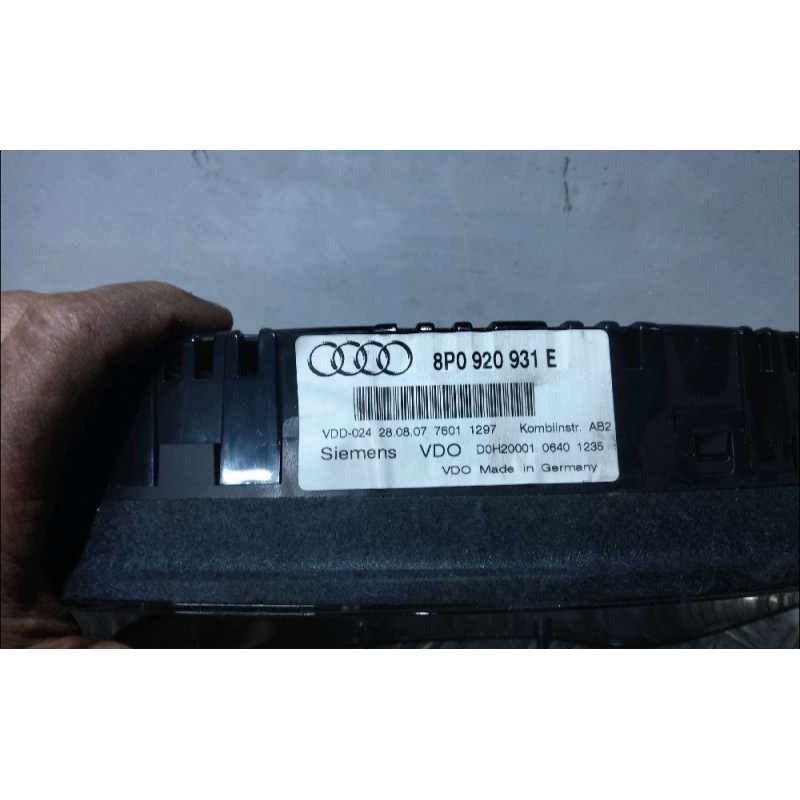 8P0 920 931 E
VDD-024 28.08.07 7601 1297 Kombiinstr. AB2
Siemens VDO D0H20001 0640 1235
VDO Made in Germany